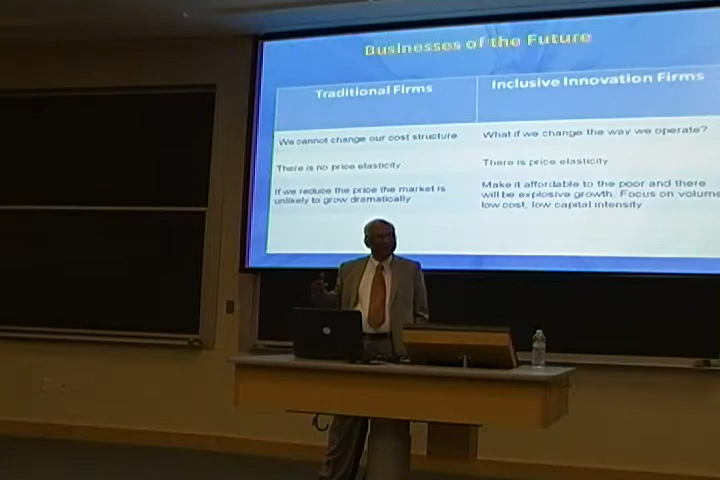 Businesses of the Future
Traditional Firms
Inclusive Innovation Firms
We cannot change our cost structure
What if we change the way we operate?
There is no price elasticity
There is price elasticity
If we reduce the price the market is
unlikely to grow dramatically
Make it affordable to the poor and there
will be explosive growth. Focus on volume
low cost, low capital intensity